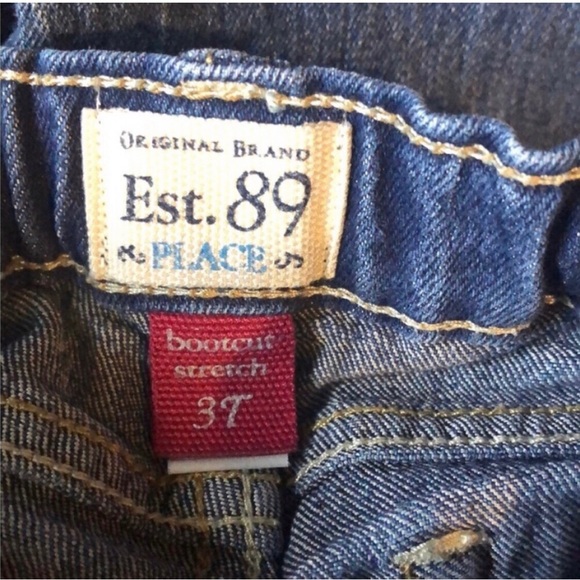 ORIGINAL BRAND
Est. 89
PLACE
bootcut
stretch
3T